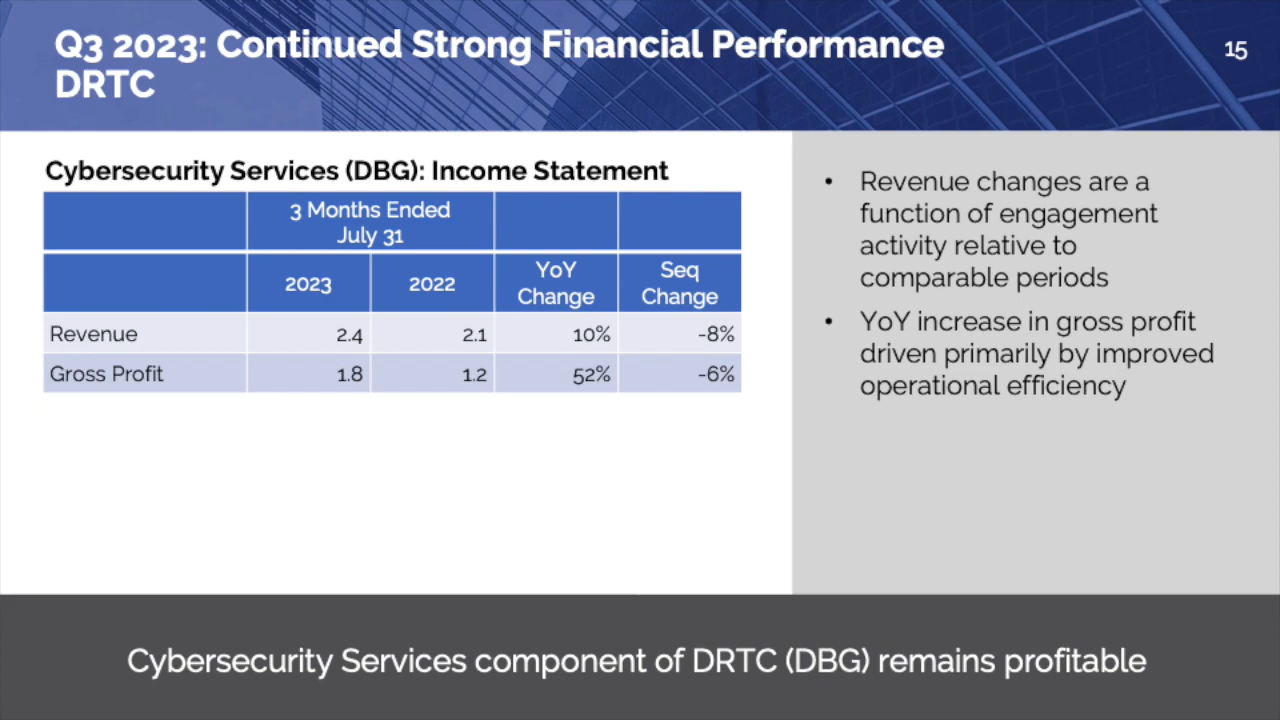 Q3 2023: Continued Strong Financial Performance
DRTC
15
Cybersecurity Services (DBG): Income Statement
3 Months Ended
July 31
2023 2022 YoY Change Seq Change
Revenue 2.4 2.1 10% -8%
Gross Profit 1.8 1.2 52% -6%
• Revenue changes are a
function of engagement
activity relative to
comparable periods
• YoY increase in gross profit
driven primarily by improved
operational efficiency
Cybersecurity Services component of DRTC (DBG) remains profitable